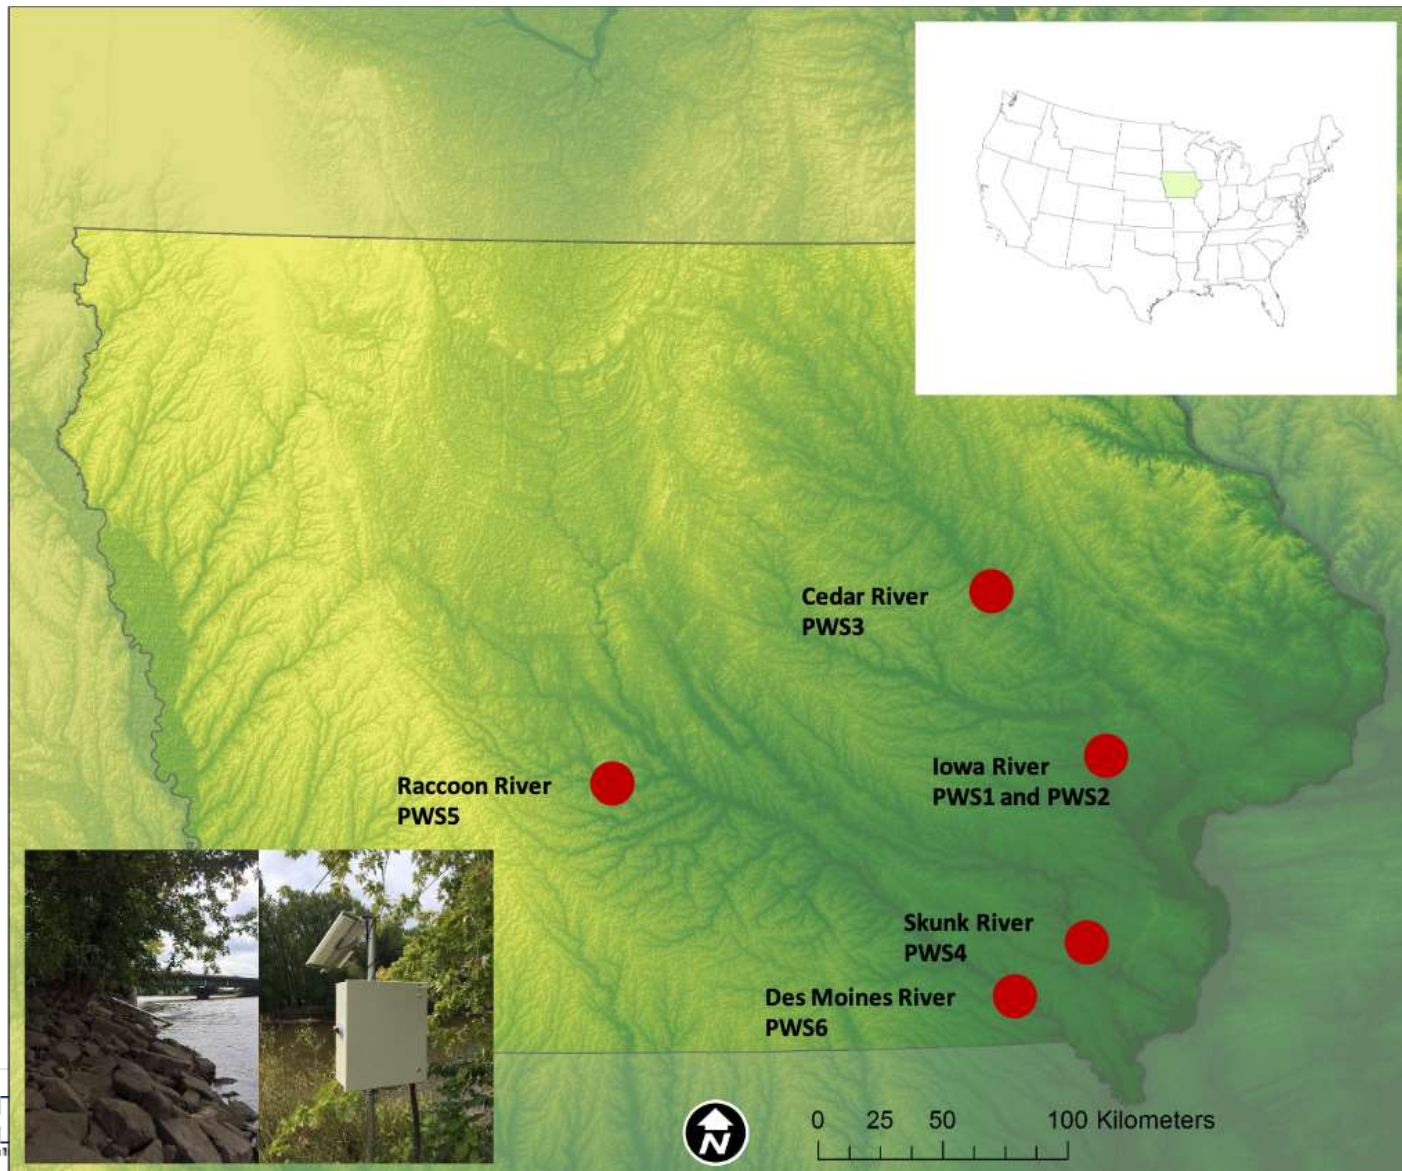 Cedar River
PWS3
Iowa River
PWS1 and PWS2
Raccoon River
PWS5
Skunk River
PWS4
Des Moines River
PWS6
N
0 25 50 100 Kilometers